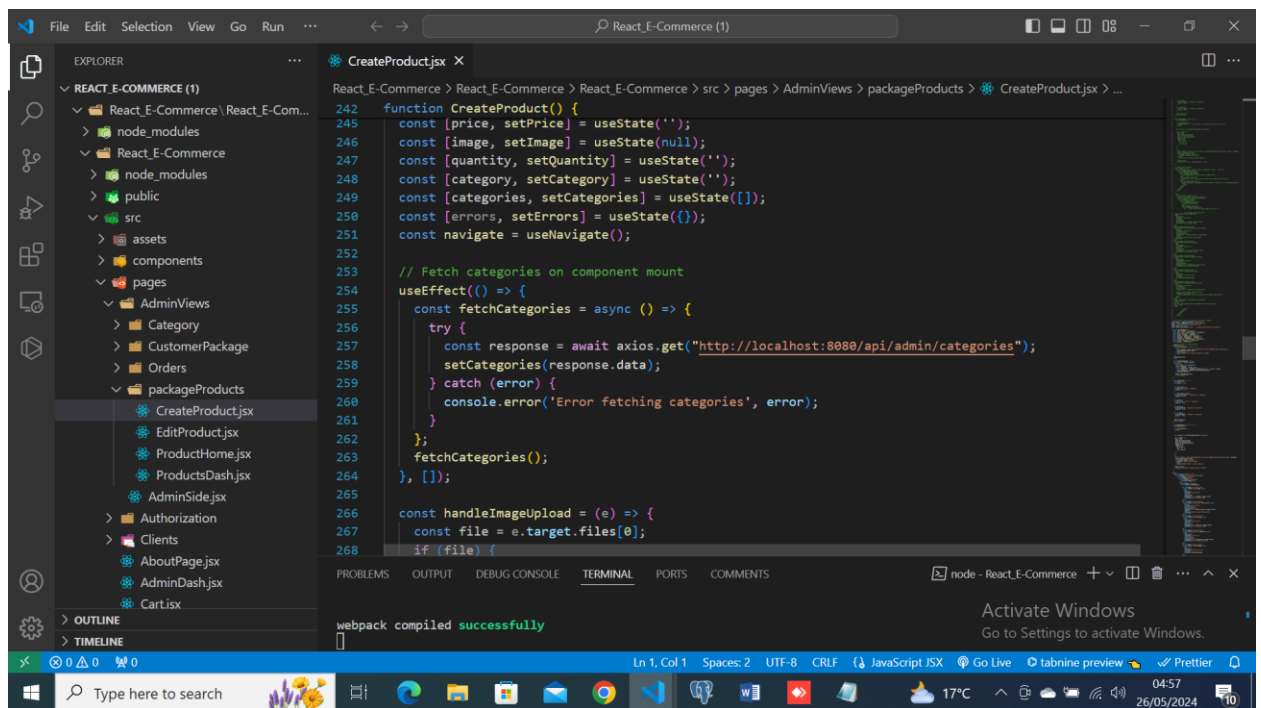 File Edit Selection View Go Run ··· ← → React_E-Commerce (1)
EXPLORER ···
REACT_E-COMMERCE (1)
React_E-Commerce \ React_E-Com...
node_modules
React_E-Commerce
node_modules
public
src
assets
components
pages
AdminViews
Category
CustomerPackage
Orders
packageProducts
CreateProduct.jsx
EditProduct.jsx
ProductHome.jsx
ProductsDash.jsx
AdminSide.jsx
Authorization
Clients
AboutPage.jsx
AdminDash.jsx
Cart.jsx
OUTLINE
TIMELINE
CreateProduct.jsx
React_E-Commerce > React_E-Commerce > React_E-Commerce > src > pages > AdminViews > packageProducts > CreateProduct.jsx > ...
242 function CreateProduct() {
245 const [price, setPrice] = useState('');
246 const [image, setImage] = useState(null);
247 const [quantity, setQuantity] = useState('');
248 const [category, setCategory] = useState('');
249 const [categories, setCategories] = useState([]);
250 const [errors, setErrors] = useState({});
251 const navigate = useNavigate();
252
253 // Fetch categories on component mount
254 useEffect(() => {
255 const fetchCategories = async () => {
256 try {
257 const response = await axios.get("http://localhost:8080/api/admin/categories");
258 setCategories(response.data);
259 } catch (error) {
260 console.error('Error fetching categories', error);
261 }
262 };
263 fetchCategories();
264 }, []);
265
266 const handleImageUpload = (e) => {
267 const file = e.target.files[0];
268 if (file) {
PROBLEMS OUTPUT DEBUG CONSOLE TERMINAL PORTS COMMENTS node - React_E-Commerce
webpack compiled successfully
Activate Windows
Go to Settings to activate Windows.
0 0 0 Ln 1, Col 1 Spaces: 2 UTF-8 CRLF JavaScript JSX Go Live tabnine preview Prettier
Type here to search 17°C 04:57
26/05/2024 10